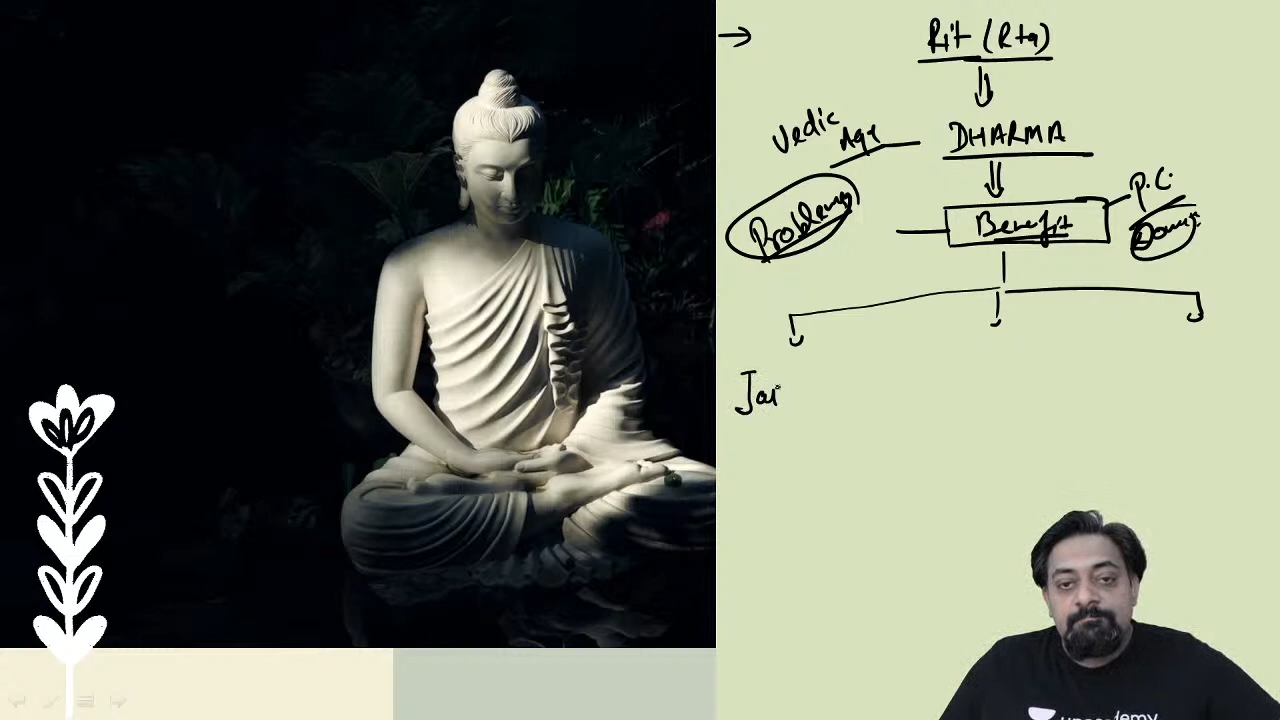 → Rit (Rta)
Vedic Age
DHARMA
Problems
Benefit
P.C.
Jai